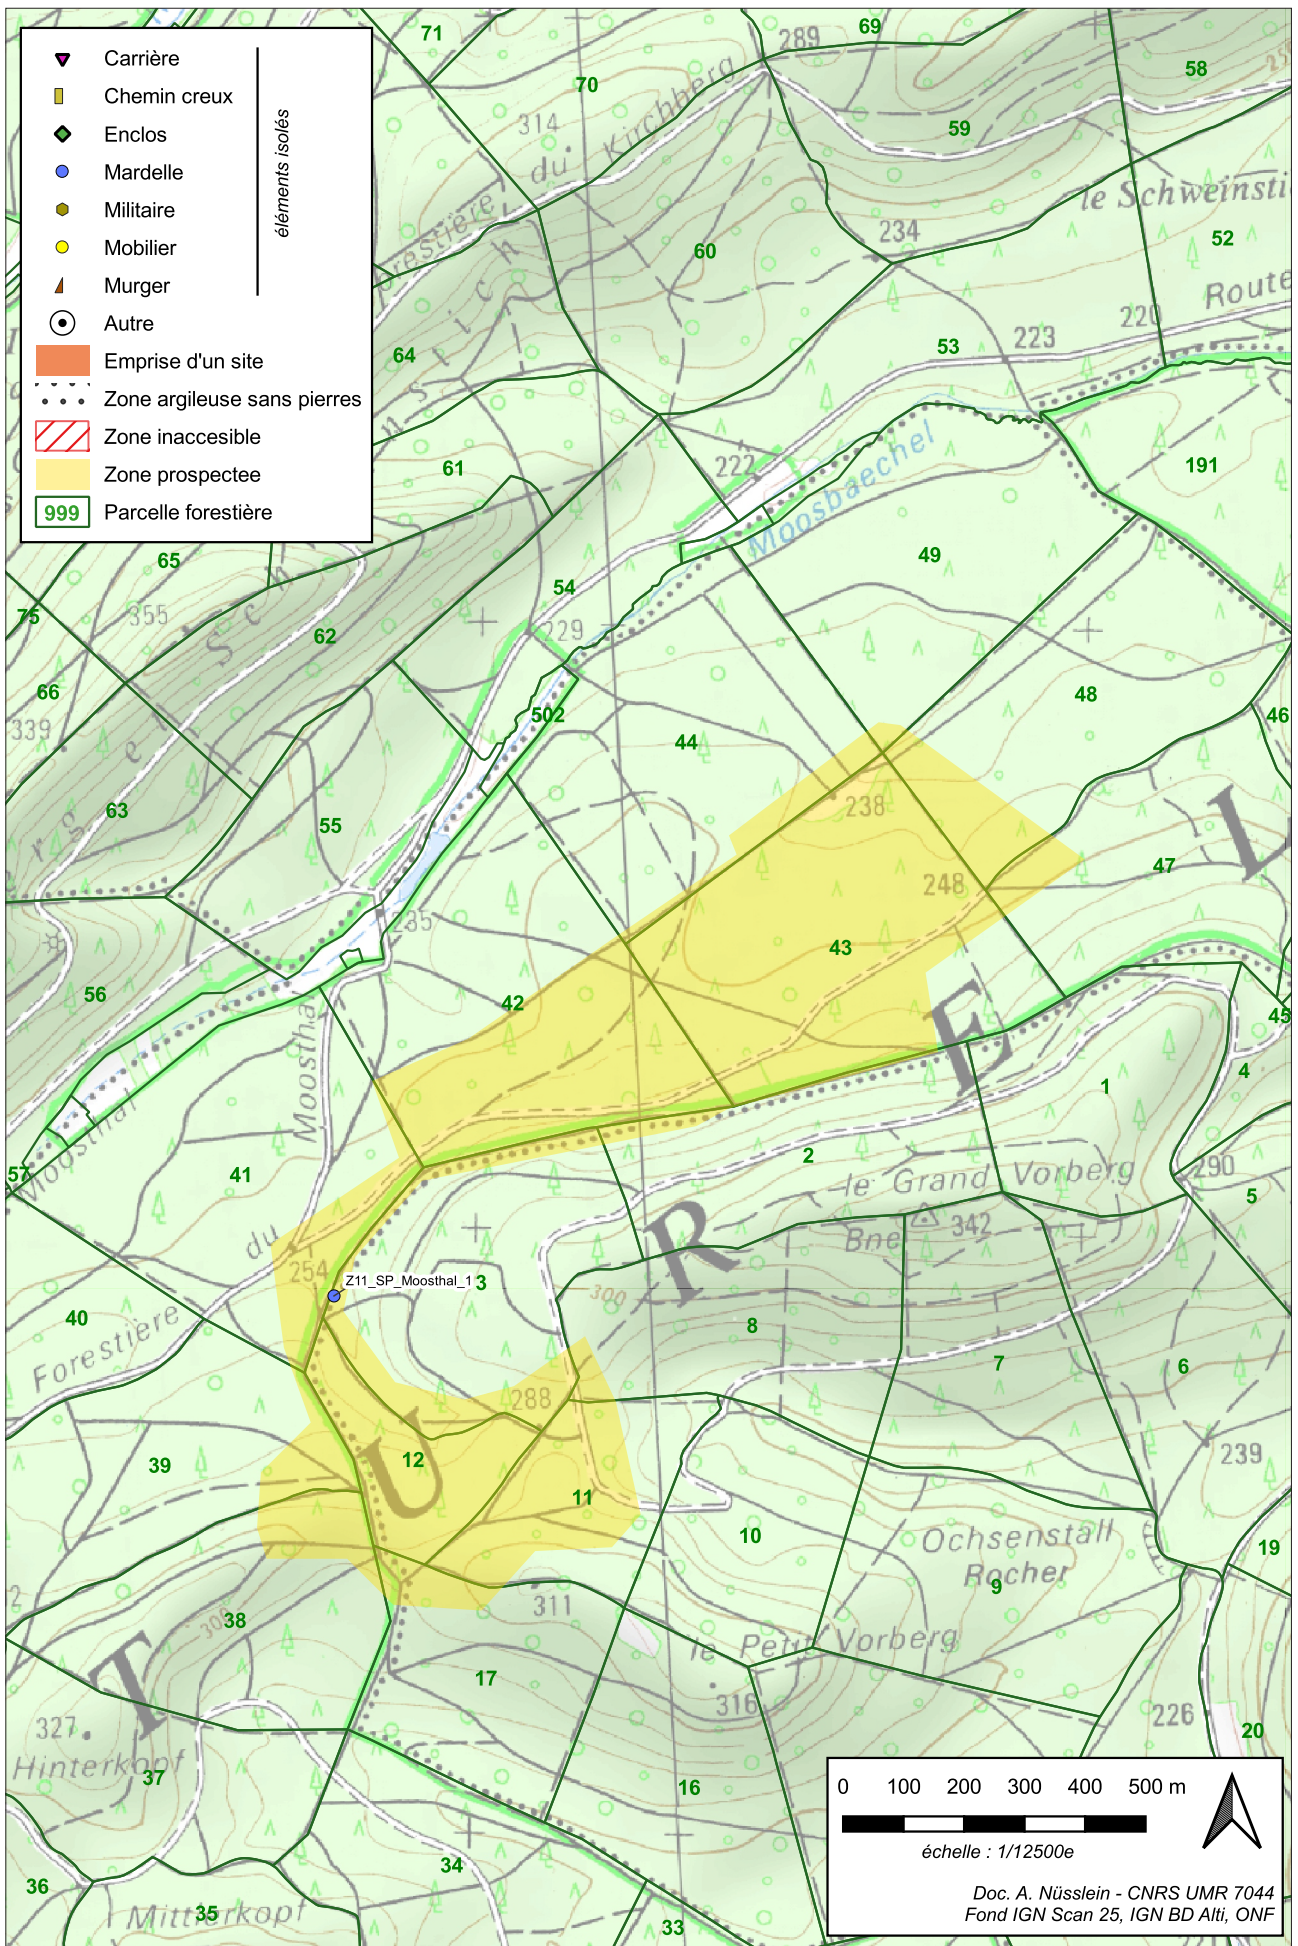 Carrière
Chemin creux
Enclos
Mardelle
Militaire
Mobilier
Murger
éléments isolés
Autre
Emprise d'un site
Zone argileuse sans pierres
Zone inaccesible
Zone prospectee
999 Parcelle forestière
71
70
289
69
58
59
314
du Kirchberg
forestière
le Schweinsti
52
60
234
Route
220
223
53
64
61
222
Moosbaechel
191
49
65
54
75
355
62
229
66
339
502
44
48
46
63
55
238
47
248
235
43
56
42
45
Moosthal
1
4
Moosthal
57
41
2
le Grand Vorberg
290
5
du
342
Bne
254
Z11_SP_Moosthal_1
3
300
40
Forestière
8
7
6
288
12
239
39
11
10
Ochsenstall
Rocher
9
19
311
38
300
le Petit Vorberg
17
316
226
20
327
Hinterkopf
37
16
34
36
35
Mittlerkopf
33
L
E
R
U
T
0 100 200 300 400 500 m
échelle : 1/12500e
Doc. A. Nüsslein - CNRS UMR 7044
Fond IGN Scan 25, IGN BD Alti, ONF